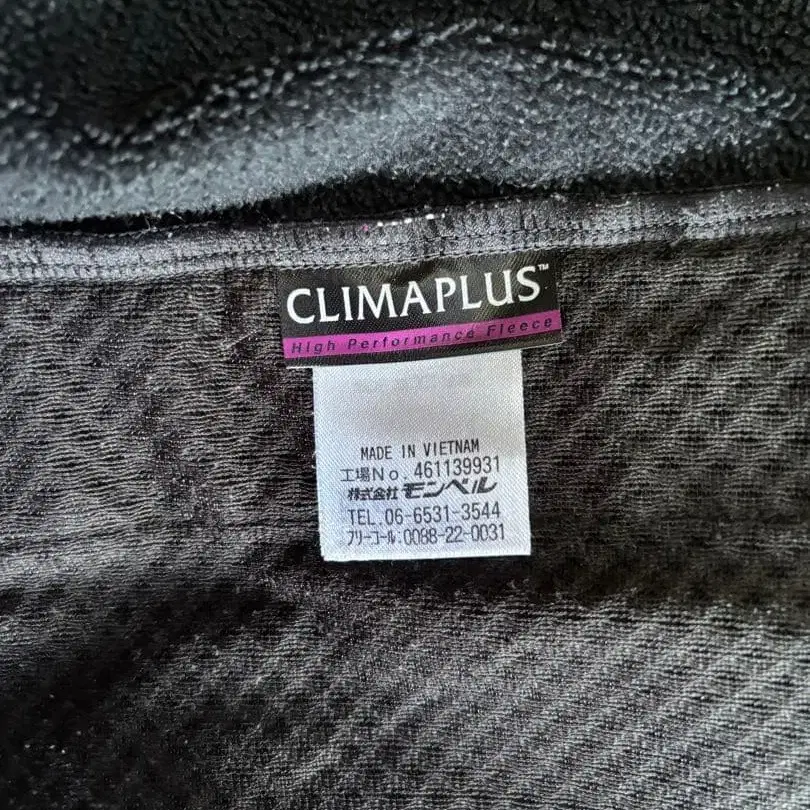 CLIMAPLUS™
High Performance Fleece
MADE IN VIETNAM
工場No. 461139931
株式会社 モンベル
TEL.06-6531-3544
フリーコール:0088-22-0031